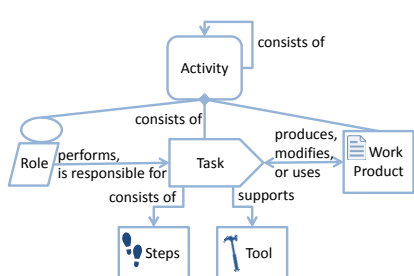 consists of
Activity
consists of
Role
performs,
is responsible for
Task
produces,
modifies,
or uses
Work
Product
consists of
supports
Steps
Tool